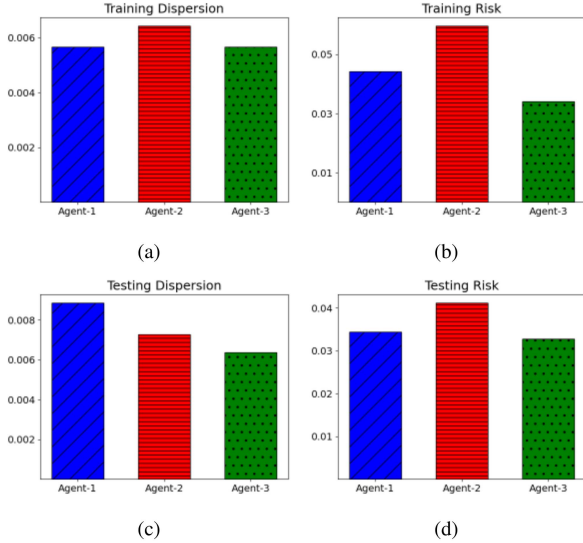 Training Dispersion
0.006
0.004
0.002
Agent-1 Agent-2 Agent-3
(a)
Training Risk
0.05
0.03
0.01
Agent-1 Agent-2 Agent-3
(b)
Testing Dispersion
0.008
0.006
0.004
0.002
Agent-1 Agent-2 Agent-3
(c)
Testing Risk
0.04
0.03
0.02
0.01
Agent-1 Agent-2 Agent-3
(d)